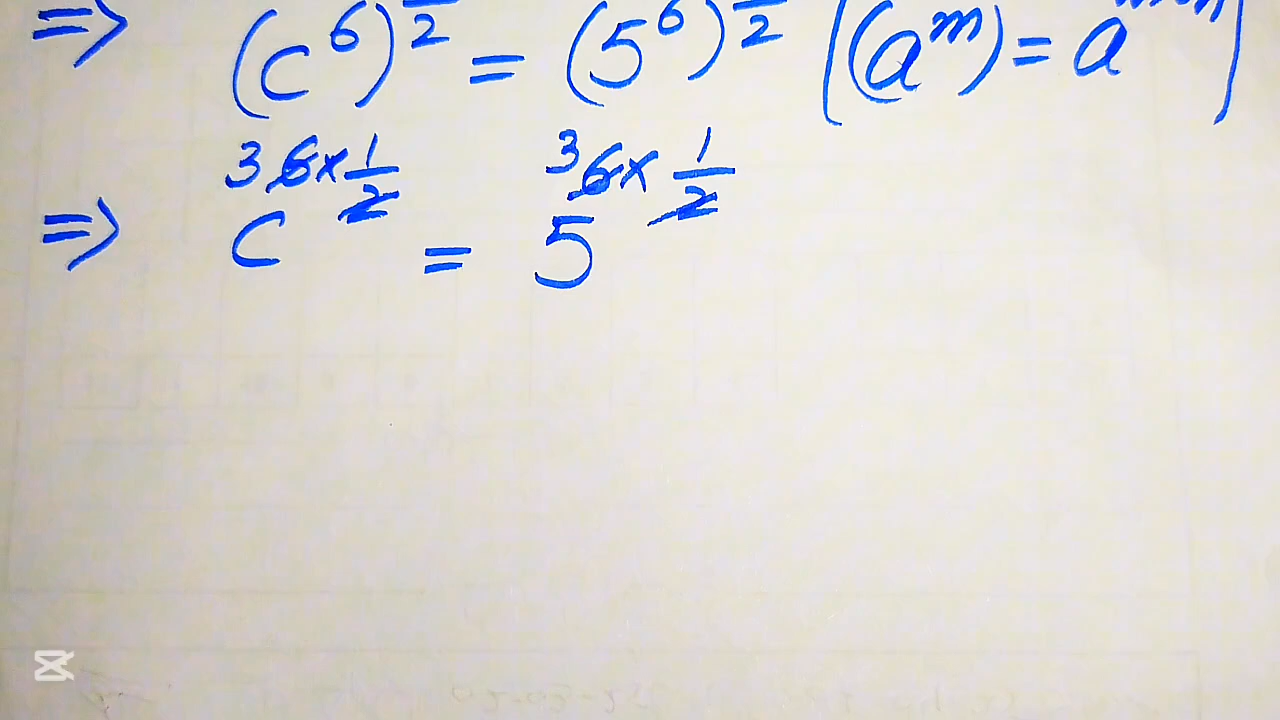 ⇒ (c⁶)^½ = (5⁶)^½ [(a^m) = a
⇒ c^(3 6×1/2) = 5^(3 6×1/2)